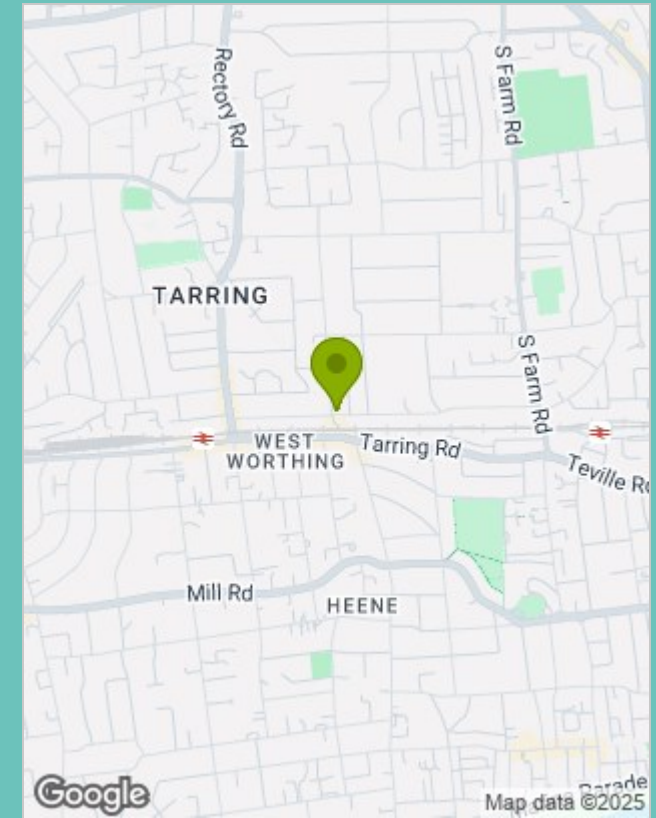 Rectory Rd
S Farm Rd
TARRING
S Farm Rd
WEST
WORTHING
Tarring Rd
Teville R
Mill Rd
HEENE
Google
Map data ©2025